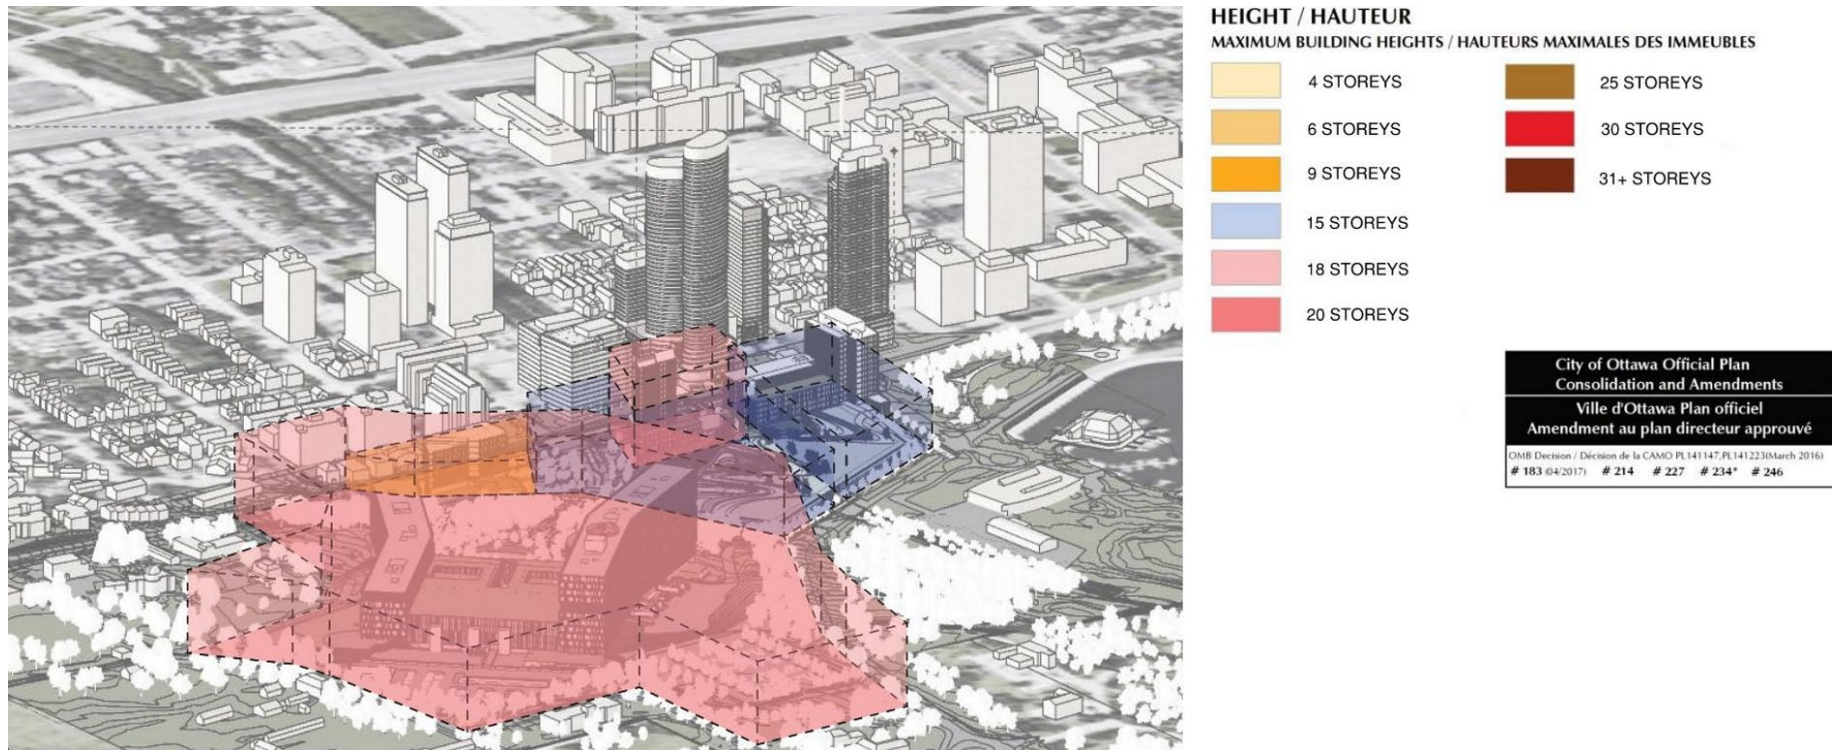 HEIGHT / HAUTEUR
MAXIMUM BUILDING HEIGHTS / HAUTEURS MAXIMALES DES IMMEUBLES
4 STOREYS
6 STOREYS
9 STOREYS
15 STOREYS
18 STOREYS
20 STOREYS
25 STOREYS
30 STOREYS
31+ STOREYS
City of Ottawa Official Plan
Consolidation and Amendments
Ville d'Ottawa Plan officiel
Amendment au plan directeur approuvé
OMB Decision / Décision de la CAMO PL141147,PL141223(March 2016)
# 183 (04/2017) # 214 # 227 # 234* # 246